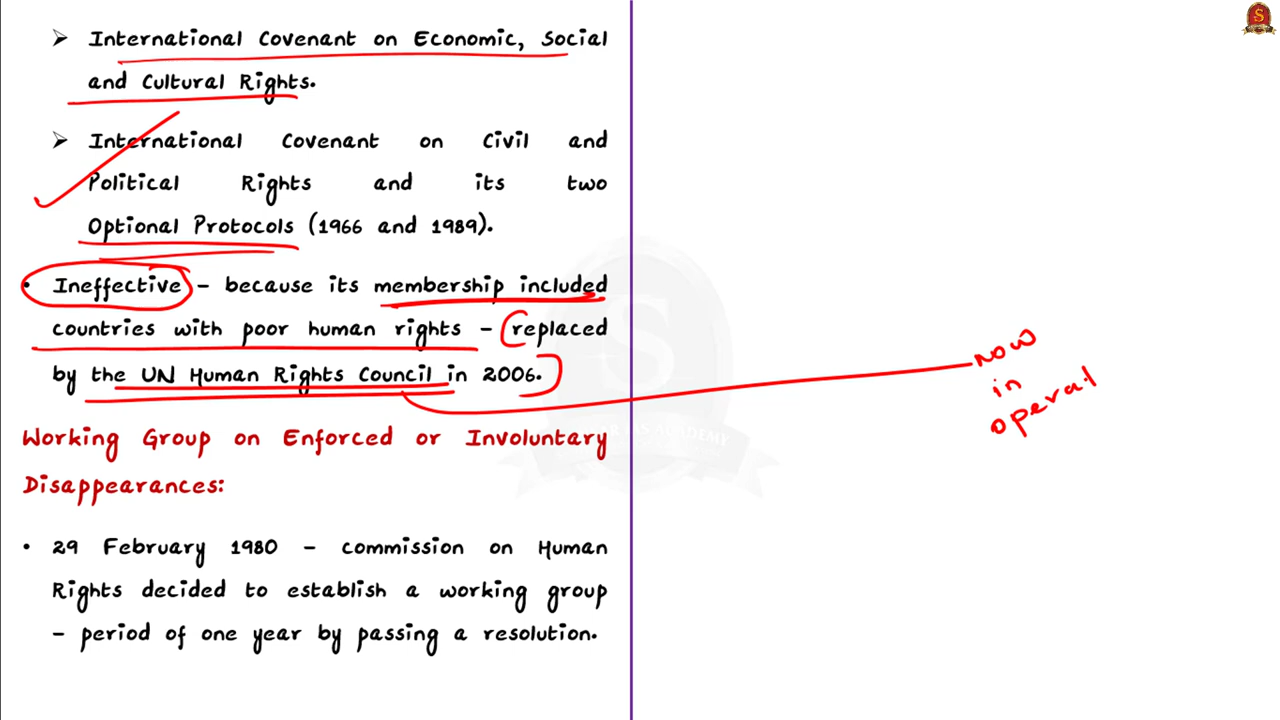 ➤ International Covenant on Economic, Social
and Cultural Rights.
➤ International Covenant on Civil and
Political Rights and its two
Optional Protocols (1966 and 1989).
• Ineffective – because its membership included
countries with poor human rights – (replaced
by the UN Human Rights Council in 2006.)
Working Group on Enforced or Involuntary
Disappearances:
• 29 February 1980 – commission on Human
Rights decided to establish a working group
– period of one year by passing a resolution.
Now
in
operat